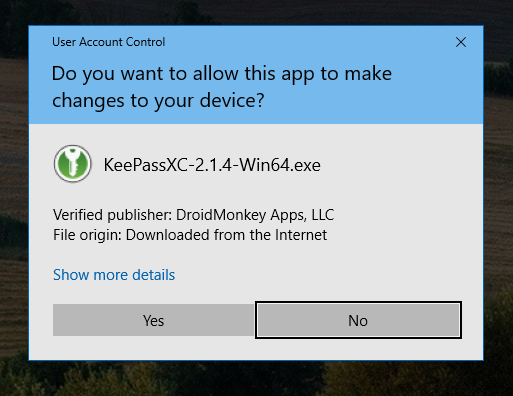 User Account Control
Do you want to allow this app to make
changes to your device?
KeePassXC-2.1.4-Win64.exe
Verified publisher: DroidMonkey Apps, LLC
File origin: Downloaded from the Internet
Show more details
Yes
No